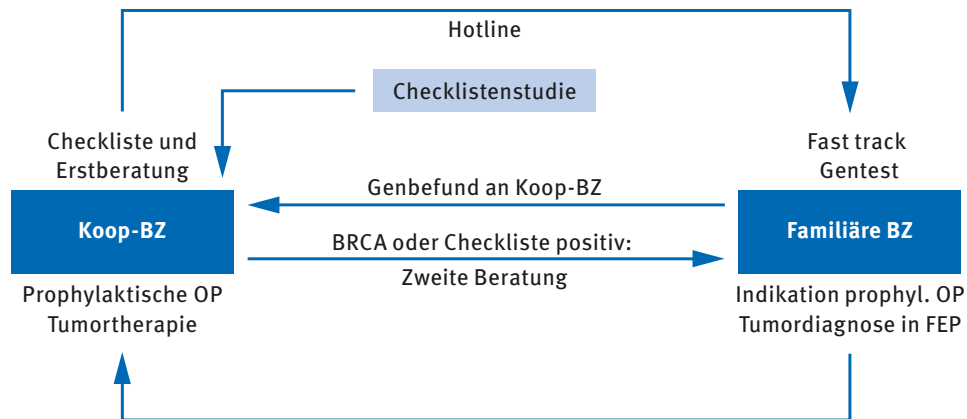 Hotline
Checklistenstudie
Checkliste und
Erstberatung
Fast track
Gentest
Genbefund an Koop-BZ
Koop-BZ
Familiäre BZ
BRCA oder Checkliste positiv:
Zweite Beratung
Prophylaktische OP
Tumortherapie
Indikation prophyl. OP
Tumordiagnose in FEP